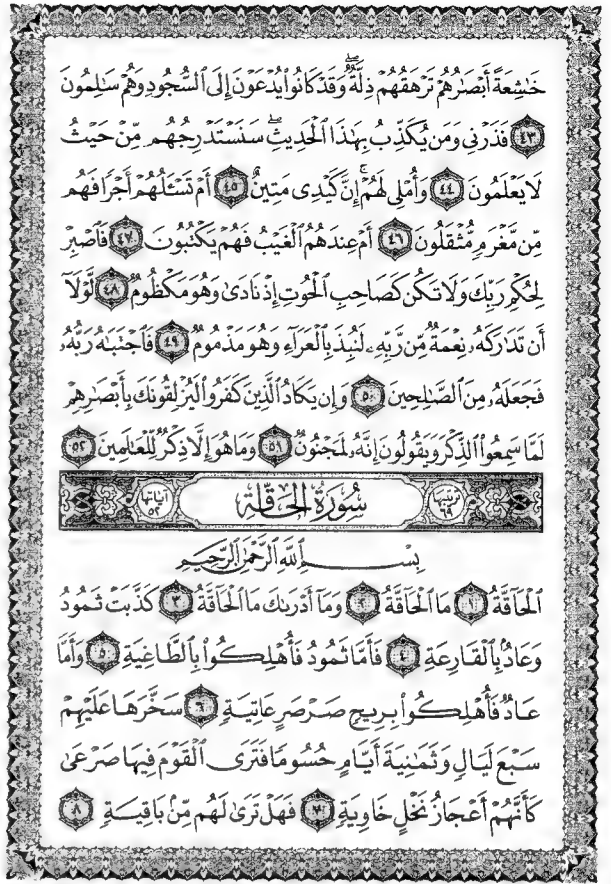 خَٰشِعَةً أَبْصَٰرُهُمْ تَرْهَقُهُمْ ذِلَّةٌ ۖ وَقَدْ كَانُوا۟ يُدْعَوْنَ إِلَى ٱلسُّجُودِ وَهُمْ سَٰلِمُونَ
٤٣ فَذَرْنِى وَمَن يُكَذِّبُ بِهَٰذَا ٱلْحَدِيثِ ۖ سَنَسْتَدْرِجُهُم مِّنْ حَيْثُ
لَا يَعْلَمُونَ ٤٤ وَأُمْلِى لَهُمْ ۚ إِنَّ كَيْدِى مَتِينٌ ٤٥ أَمْ تَسْـَٔلُهُمْ أَجْرًا فَهُم
مِّن مَّغْرَمٍ مُّثْقَلُونَ ٤٦ أَمْ عِندَهُمُ ٱلْغَيْبُ فَهُمْ يَكْتُبُونَ ٤٧ فَٱصْبِرْ
لِحُكْمِ رَبِّكَ وَلَا تَكُن كَصَاحِبِ ٱلْحُوتِ إِذْ نَادَىٰ وَهُوَ مَكْظُومٌ ٤٨ لَّوْلَآ
أَن تَدَٰرَكَهُۥ نِعْمَةٌ مِّن رَّبِّهِۦ لَنُبِذَ بِٱلْعَرَآءِ وَهُوَ مَذْمُومٌ ٤٩ فَٱجْتَبَٰهُ رَبُّهُۥ
فَجَعَلَهُۥ مِنَ ٱلصَّٰلِحِينَ ٥٠ وَإِن يَكَادُ ٱلَّذِينَ كَفَرُوا۟ لَيُزْلِقُونَكَ بِأَبْصَٰرِهِمْ
لَمَّا سَمِعُوا۟ ٱلذِّكْرَ وَيَقُولُونَ إِنَّهُۥ لَمَجْنُونٌ ٥١ وَمَا هُوَ إِلَّا ذِكْرٌ لِّلْعَٰلَمِينَ ٥٢
ترتيبها ٦٩ سُورَةُ الحَاقَّةِ آياتها ٥٢
بِسْمِ ٱللَّهِ ٱلرَّحْمَٰنِ ٱلرَّحِيمِ
ٱلْحَآقَّةُ ١ مَا ٱلْحَآقَّةُ ٢ وَمَآ أَدْرَىٰكَ مَا ٱلْحَآقَّةُ ٣ كَذَّبَتْ ثَمُودُ
وَعَادٌۢ بِٱلْقَارِعَةِ ٤ فَأَمَّا ثَمُودُ فَأُهْلِكُوا۟ بِٱلطَّاغِيَةِ ٥ وَأَمَّا
عَادٌ فَأُهْلِكُوا۟ بِرِيحٍ صَرْصَرٍ عَاتِيَةٍ ٦ سَخَّرَهَا عَلَيْهِمْ
سَبْعَ لَيَالٍ وَثَمَٰنِيَةَ أَيَّامٍ حُسُومًا فَتَرَى ٱلْقَوْمَ فِيهَا صَرْعَىٰ
كَأَنَّهُمْ أَعْجَازُ نَخْلٍ خَاوِيَةٍ ٧ فَهَلْ تَرَىٰ لَهُم مِّنۢ بَاقِيَةٍ ٨